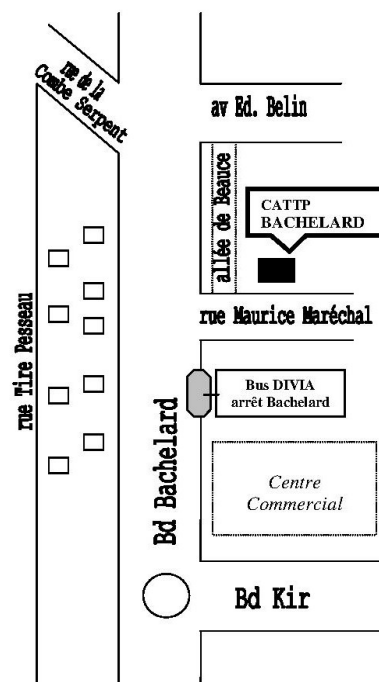 rue de la
Combe Serpent
av Ed. Belin
allée de Beauce
CATTP
BACHELARD
rue Maurice Maréchal
rue Tire Pesseau
Bd Bachelard
Bus DIVIA
arrêt Bachelard
Centre
Commercial
Bd Kir